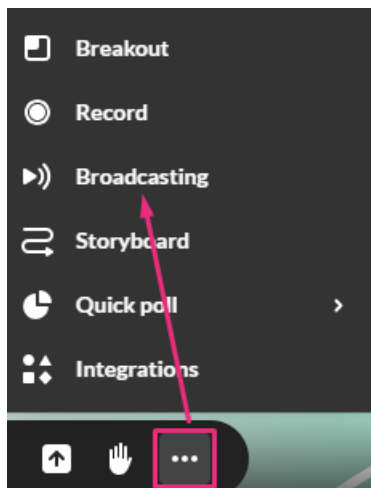 Breakout
Record
Broadcasting
Storyboard
Quick poll
Integrations